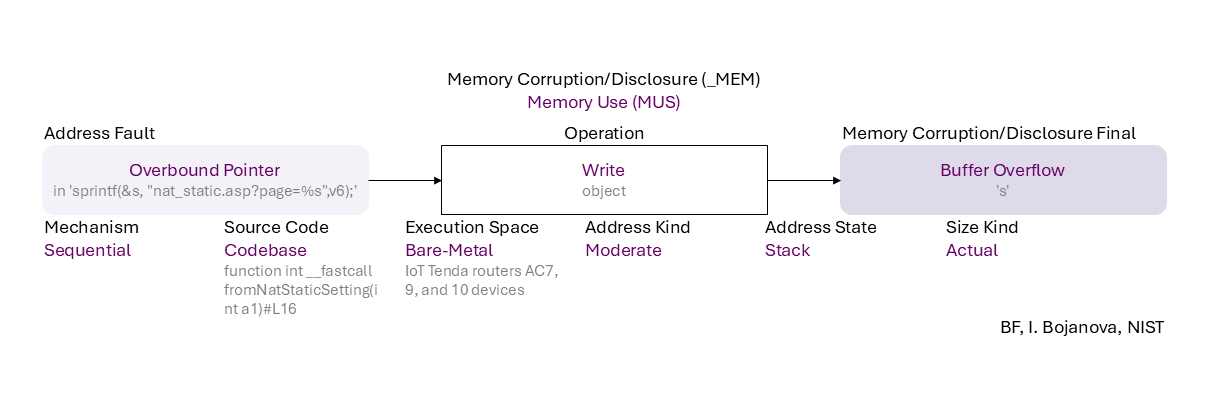 Memory Corruption/Disclosure (_MEM)
Memory Use (MUS)
Address Fault
Operation
Memory Corruption/Disclosure Final
Overbound Pointer
in 'sprintf(&s, "nat_static.asp?page=%s",v6);'
Write
object
Buffer Overflow
's'
Mechanism
Sequential
Source Code
Codebase
function int __fastcall
fromNatStaticSetting(i
nt a1)#L16
Execution Space
Bare-Metal
IoT Tenda routers AC7,
9, and 10 devices
Address Kind
Moderate
Address State
Stack
Size Kind
Actual
BF, I. Bojanova, NIST